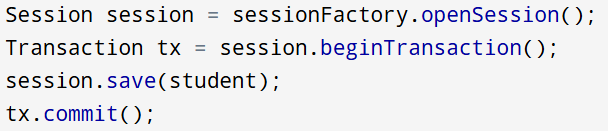 Session session = sessionFactory.openSession();
Transaction tx = session.beginTransaction();
session.save(student);
tx.commit();